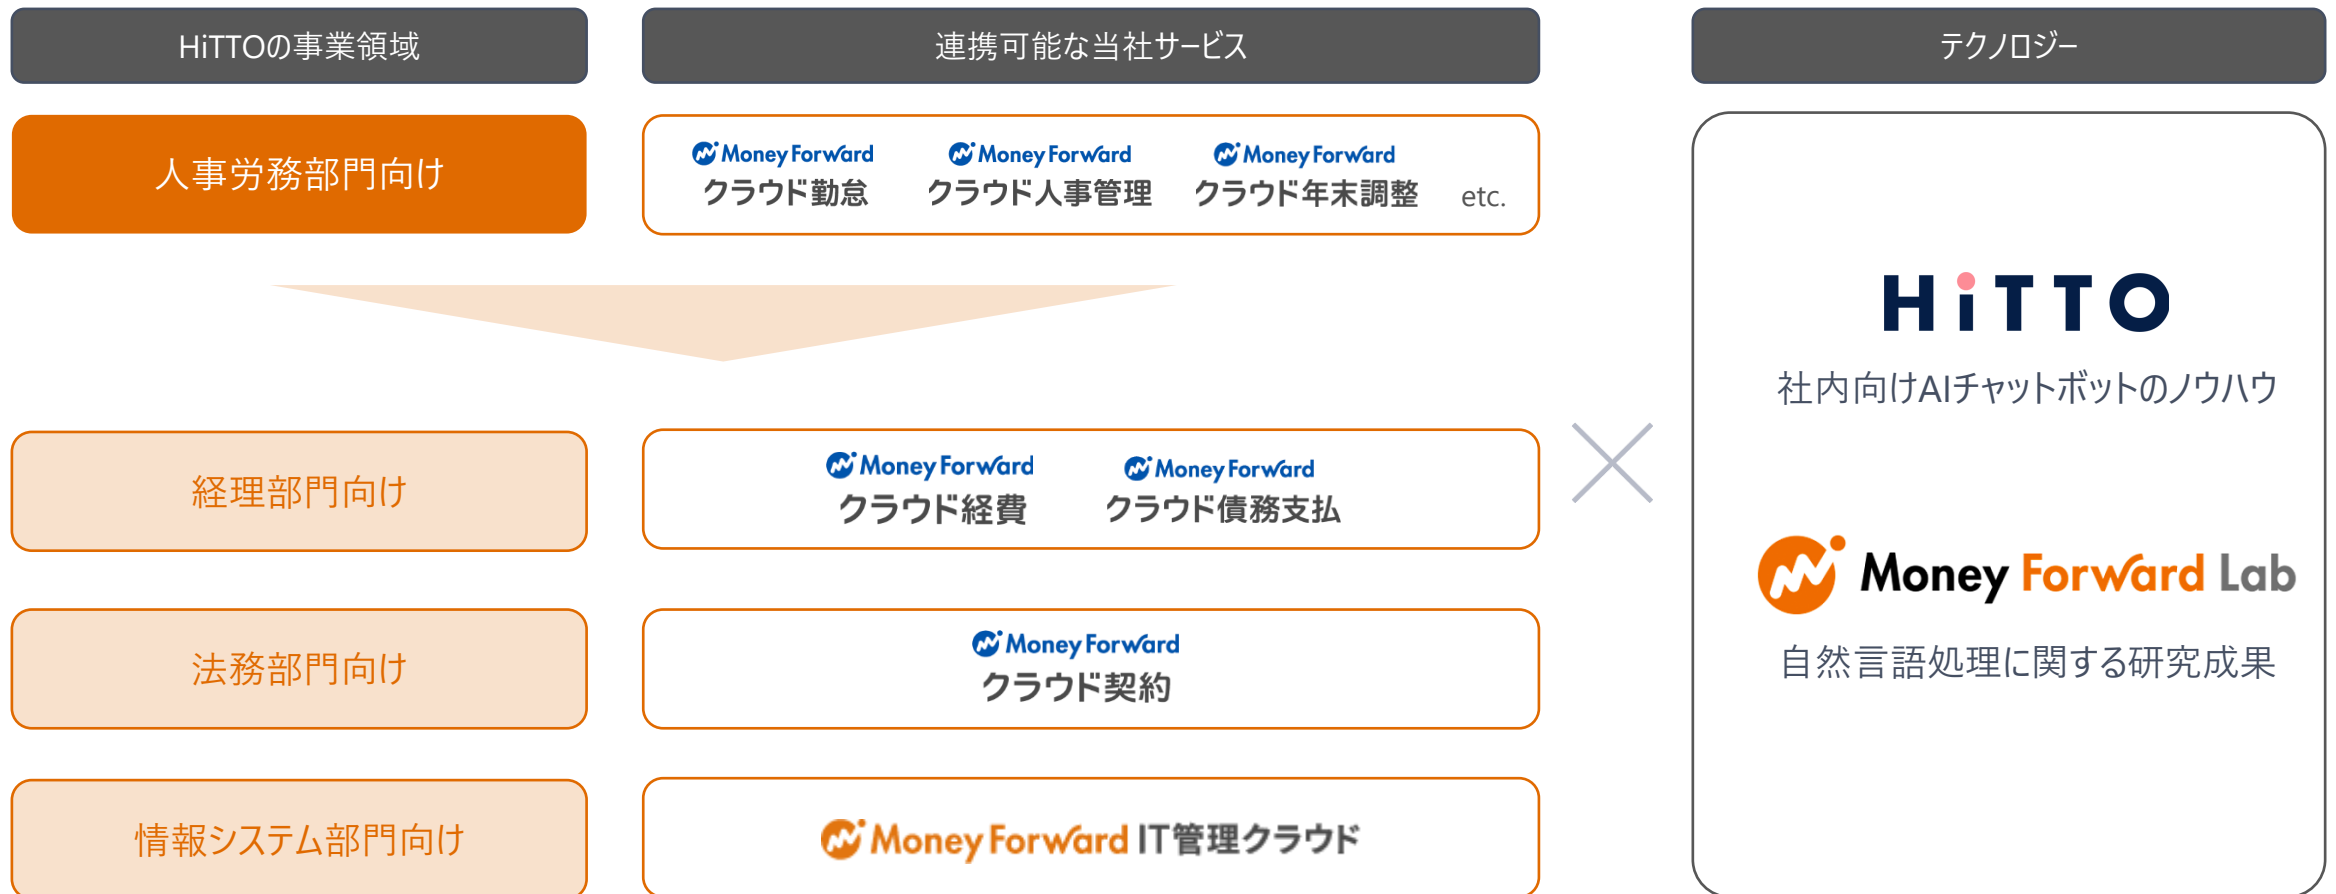 HiTTOの事業領域
連携可能な当社サービス
テクノロジー
人事労務部門向け
Money Forward
クラウド勤怠
Money Forward
クラウド人事管理
Money Forward
クラウド年末調整
etc.
経理部門向け
Money Forward
クラウド経費
Money Forward
クラウド債務支払
法務部門向け
Money Forward
クラウド契約
情報システム部門向け
Money Forward IT管理クラウド
HiTTO
社内向けAIチャットボットのノウハウ
Money Forward Lab
自然言語処理に関する研究成果